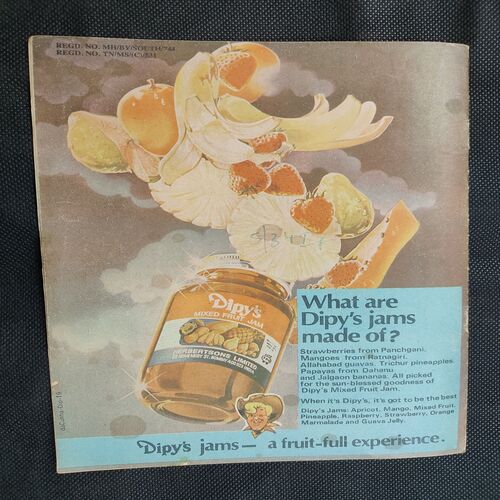 REGD. NO. MH/BY/SOUTH/744
REGD. NO. TN/MS/(C)/231
Dipy's
MIXED FRUIT JAM
HERBERTSONS LIMITED
What are
Dipy's jams
made of?
Strawberries from Panchgani.
Mangoes from Ratnagiri.
Allahabad guavas. Trichur pineapples.
Papayas from Dahanu
and Jalgaon bananas. All picked
for the sun-blessed goodness of
Dipy's Mixed Fruit Jam.
When it's Dipy's, it's got to be the best
Dipy's Jams: Apricot, Mango, Mixed Fruit,
Pineapple, Raspberry, Strawberry, Orange
Marmalade and Guava Jelly.
Dipy's jams — a fruit-full experience.